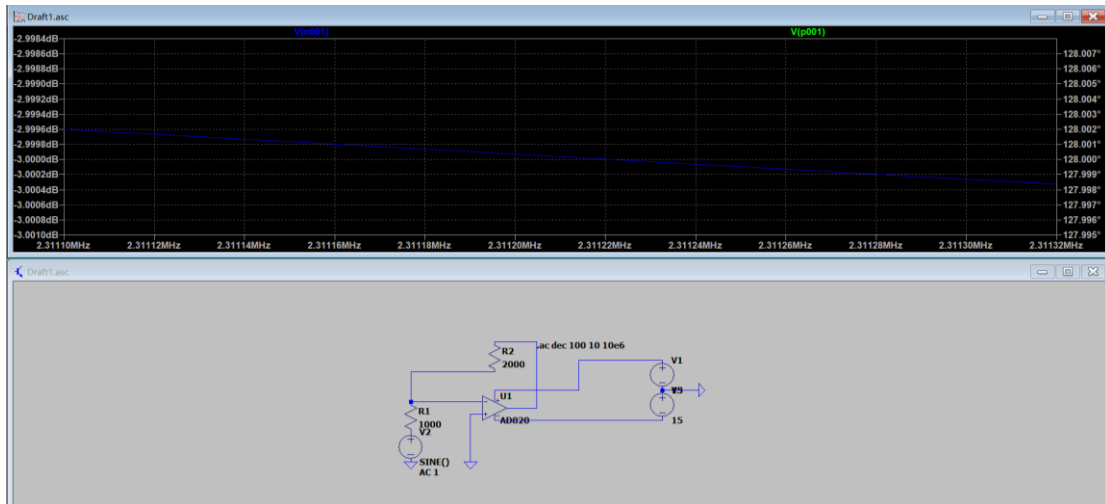 Draft1.asc
V(n001) V(p001)
-2.9984dB
-2.9986dB
-2.9988dB
-2.9990dB
-2.9992dB
-2.9994dB
-2.9996dB
-2.9998dB
-3.0000dB
-3.0002dB
-3.0004dB
-3.0006dB
-3.0008dB
-3.0010dB
128.007°
128.006°
128.005°
128.004°
128.003°
128.002°
128.001°
128.000°
127.999°
127.998°
127.997°
127.996°
127.995°
2.31110MHz 2.31112MHz 2.31114MHz 2.31116MHz 2.31118MHz 2.31120MHz 2.31122MHz 2.31124MHz 2.31126MHz 2.31128MHz 2.31130MHz 2.31132MHz
Draft1.asc
R2
2000
.ac dec 100 10 10e6
V1
U1
AD820
15
R1
1000
V2
SINE()
AC 1